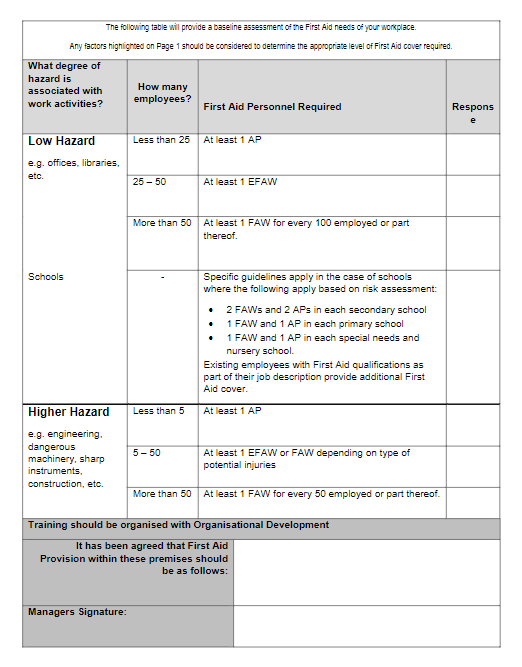 The following table will provide a baseline assessment of the First Aid needs of your workplace.
Any factors highlighted on Page 1 should be considered to determine the appropriate level of First Aid cover required.
What degree of
hazard is
associated with
work activities?
How many
employees?
First Aid Personnel Required
Respons
e
Low Hazard
e.g. offices, libraries,
etc.
Less than 25
At least 1 AP
25 – 50
At least 1 EFAW
More than 50
At least 1 FAW for every 100 employed or part
thereof.
Schools
-
Specific guidelines apply in the case of schools
where the following apply based on risk assessment:
• 2 FAWs and 2 APs in each secondary school
• 1 FAW and 1 AP in each primary school
• 1 FAW and 1 AP in each special needs and
nursery school.
Existing employees with First Aid qualifications as
part of their job description provide additional First
Aid cover.
Higher Hazard
e.g. engineering,
dangerous
machinery, sharp
instruments,
construction, etc.
Less than 5
At least 1 AP
5 – 50
At least 1 EFAW or FAW depending on type of
potential injuries
More than 50
At least 1 FAW for every 50 employed or part thereof.
Training should be organised with Organisational Development
It has been agreed that First Aid
Provision within these premises should
be as follows:
Managers Signature: